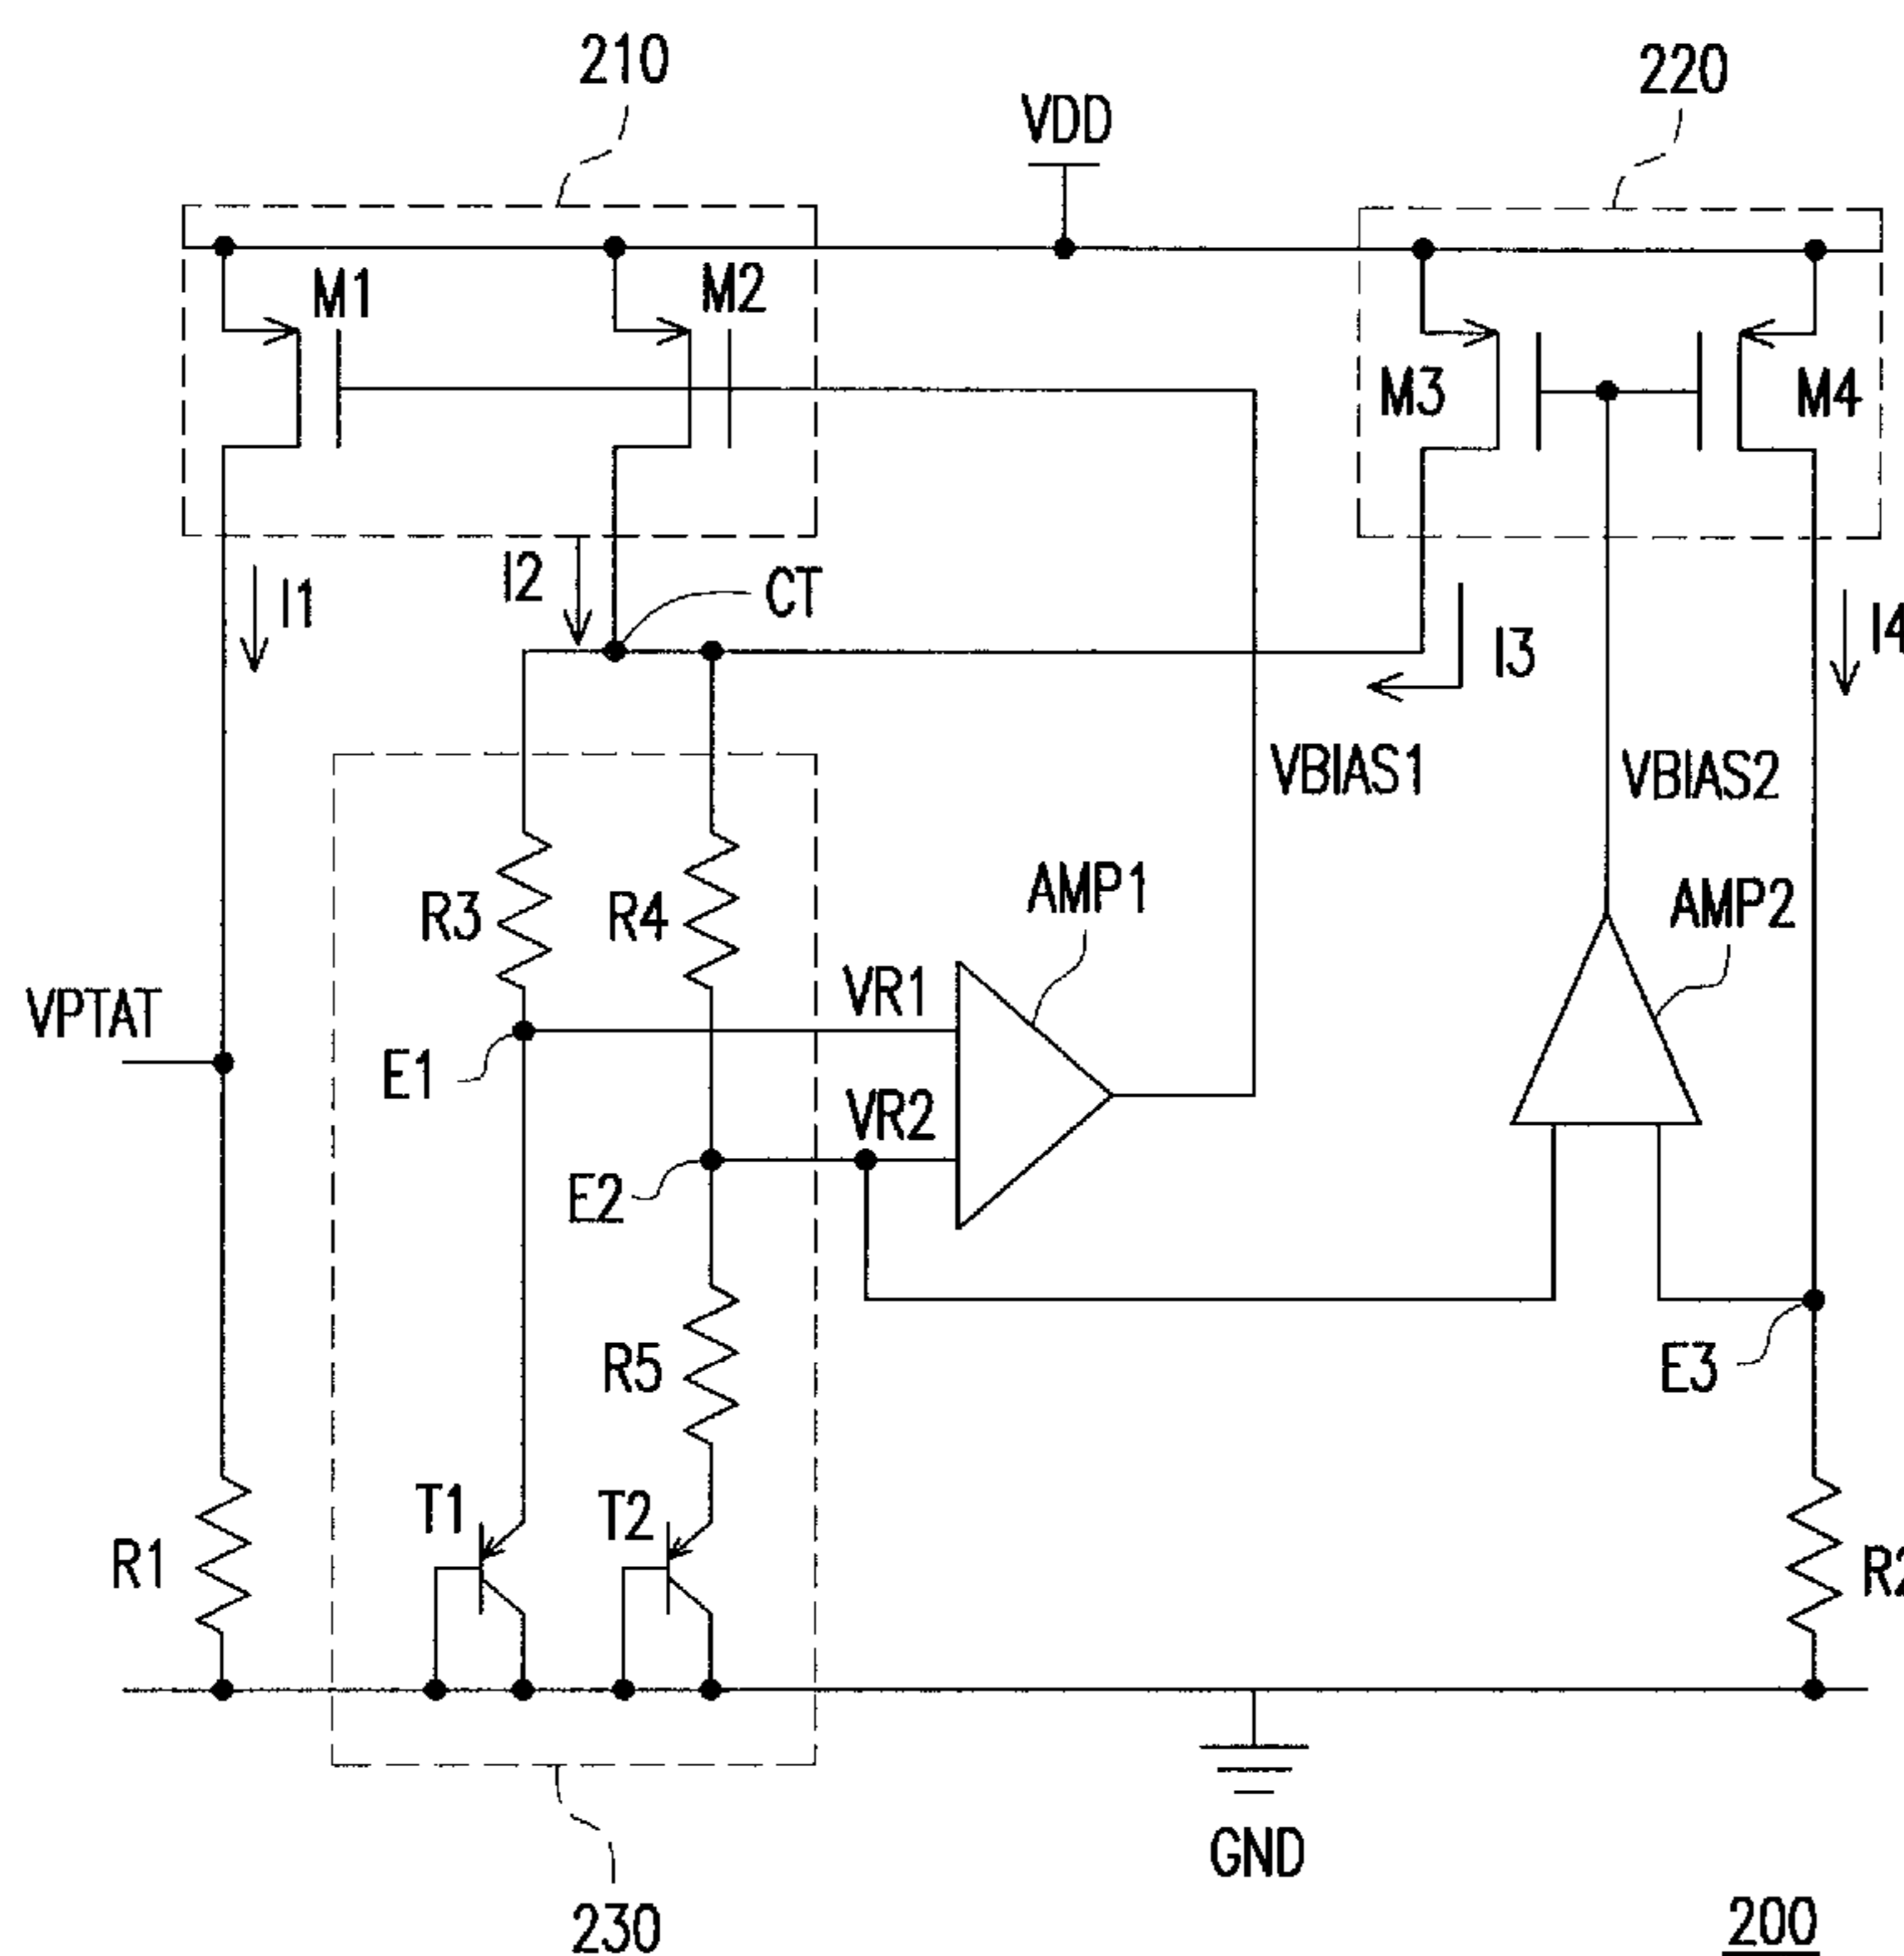 210
220
VDD
M1
M2
M3
M4
I1
I2
CT
I3
I4
VBIAS1
VBIAS2
R3
R4
AMP1
AMP2
VPTAT
VR1
E1
VR2
E2
R5
E3
T1
T2
R1
R2
GND
230
200